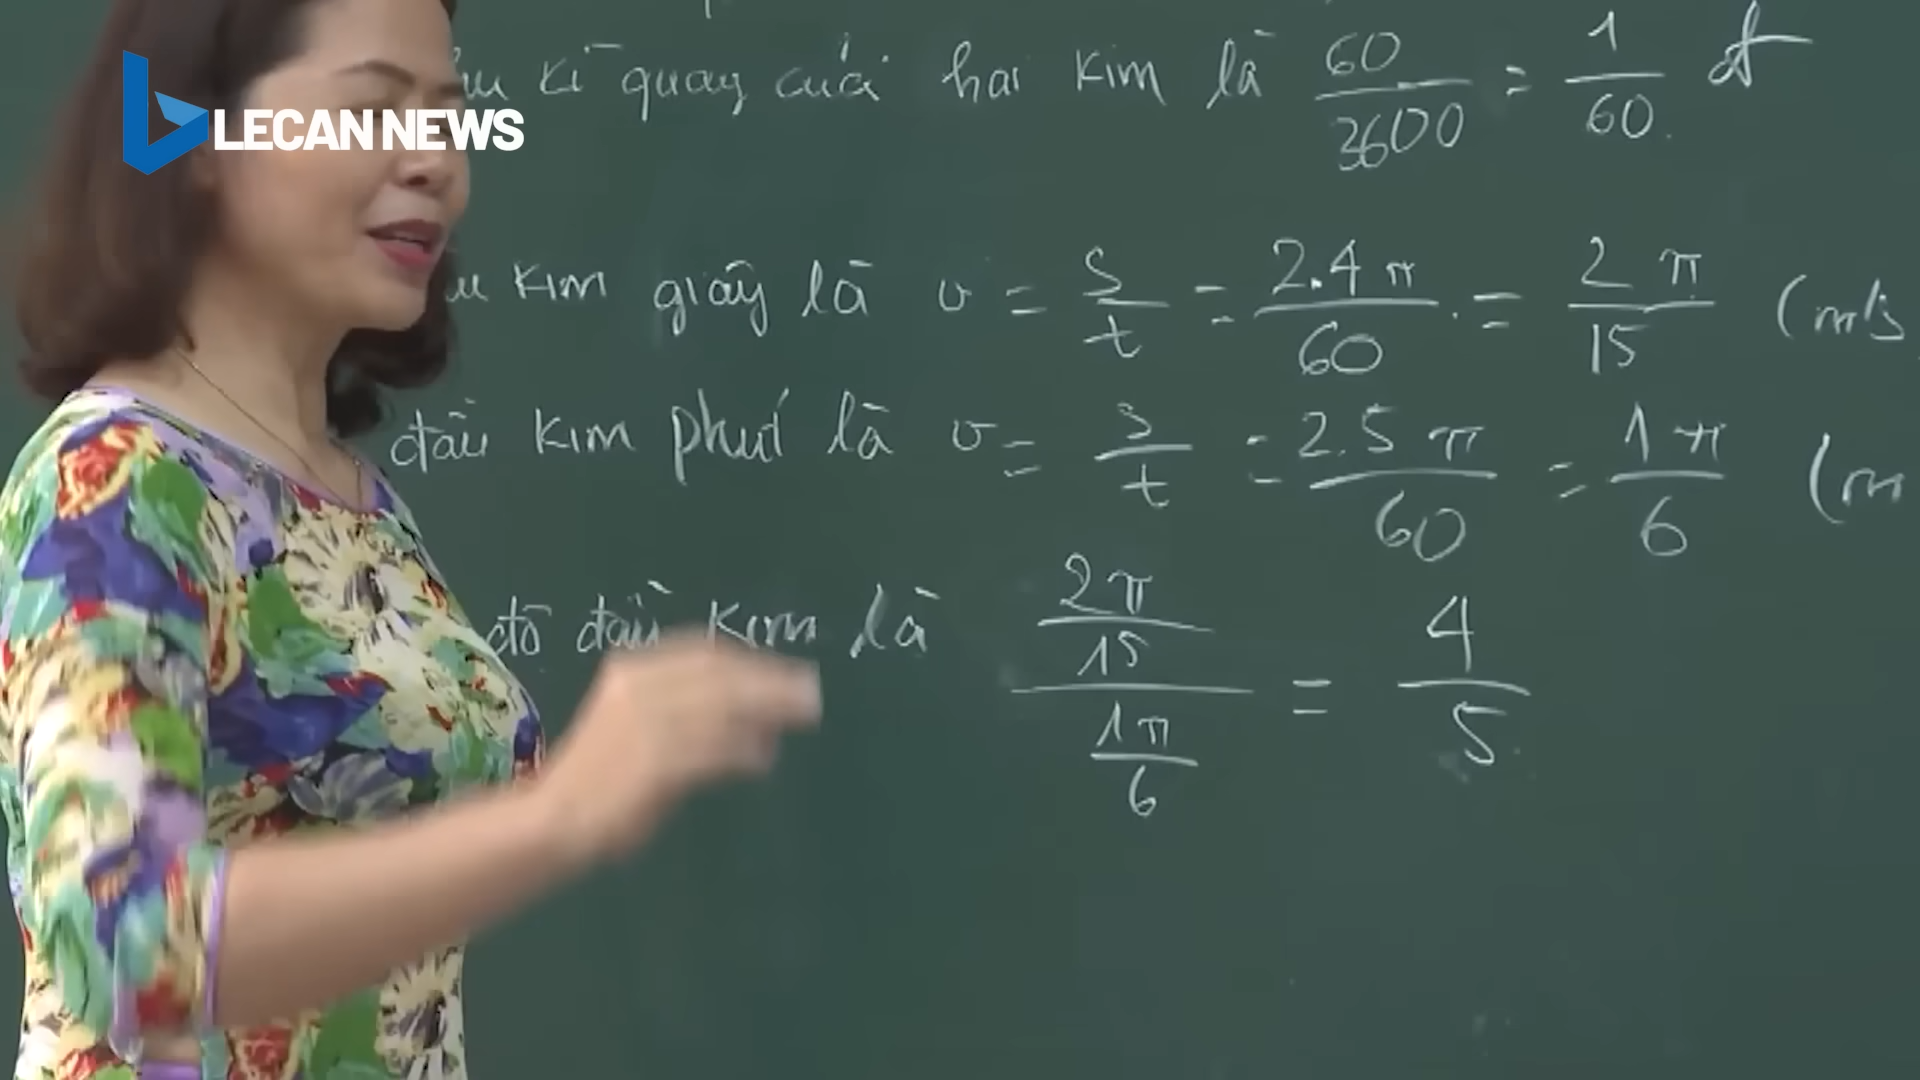 LECAN NEWS
kì quay của hai kim là 60/3600 = 1/60
kim giây là v = s/t = 2.4π/60 = 2π/15 (m/s
đầu kim phút là v = s/t = 2.5π/60 = 1π/6 (m
độ đầu kim là (2π/15)/(1π/6) = 4/5